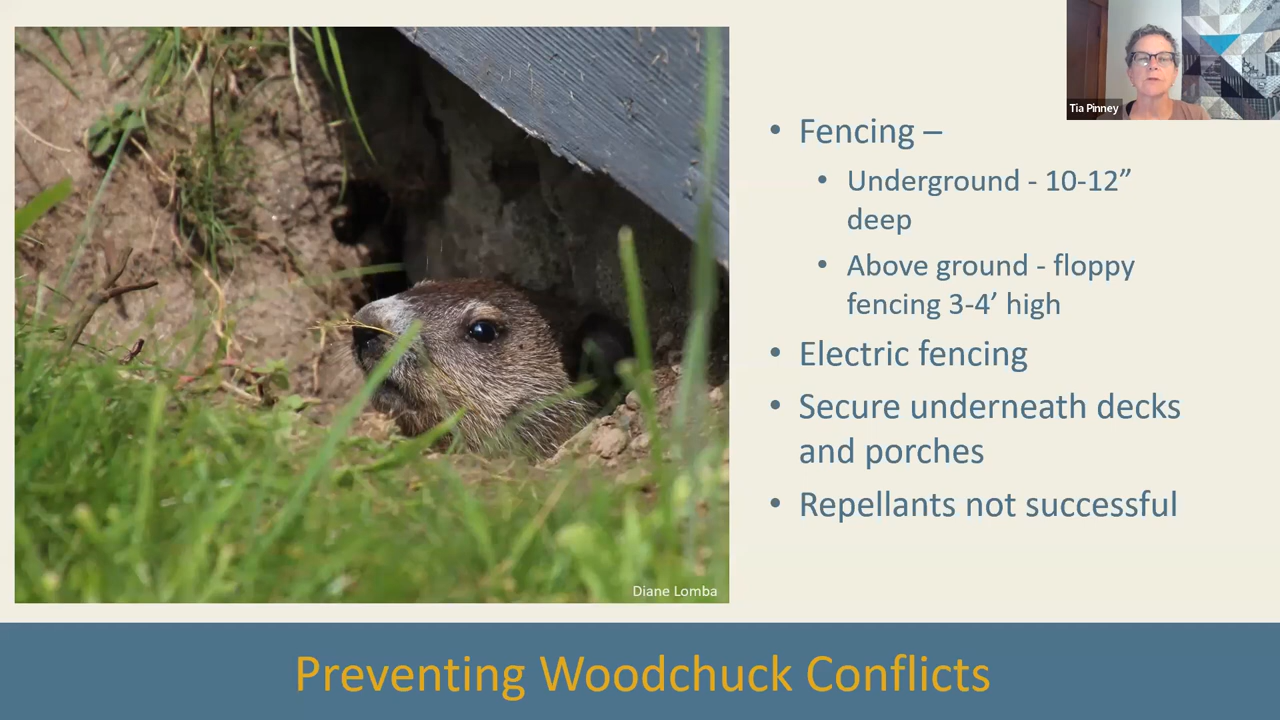 Tia Pinney
• Fencing –
• Underground - 10-12”
deep
• Above ground - floppy
fencing 3-4’ high
• Electric fencing
• Secure underneath decks
and porches
• Repellants not successful
Diane Lomba
Preventing Woodchuck Conflicts